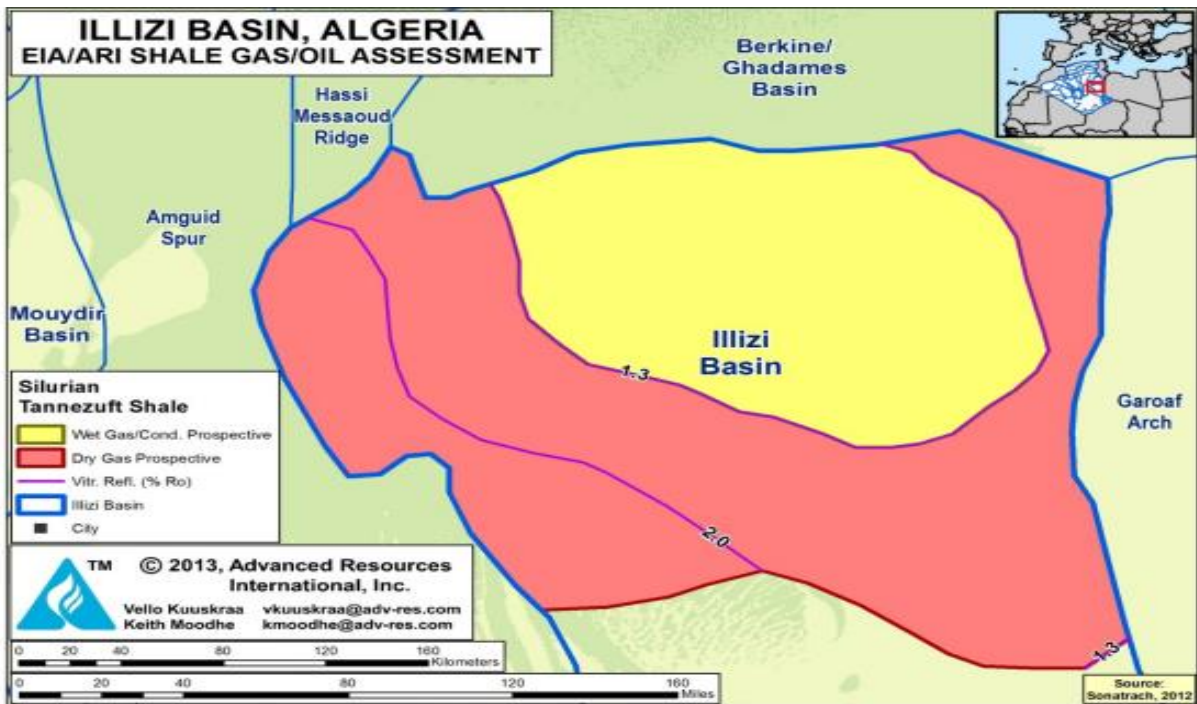 ILLIZI BASIN, ALGERIA
EIA/ARI SHALE GAS/OIL ASSESSMENT
Berkine/
Ghadames
Basin
Hassi
Messaoud
Ridge
Amguid
Spur
Mouydir
Basin
Illizi
Basin
1.3
Garoaf
Arch
Silurian
Tannezuft Shale
Wet Gas/Cond. Prospective
Dry Gas Prospective
Vitr. Refl. (% Ro)
Illizi Basin
City
2.0
TM
© 2013, Advanced Resources
International, Inc.
Vello Kuuskraa vkuuskraa@adv-res.com
Keith Moodhe kmoodhe@adv-res.com
1.3
0 20 40 80 120 160
Kilometers
0 20 40 80 120 160
Miles
Source:
Sonatrach, 2012